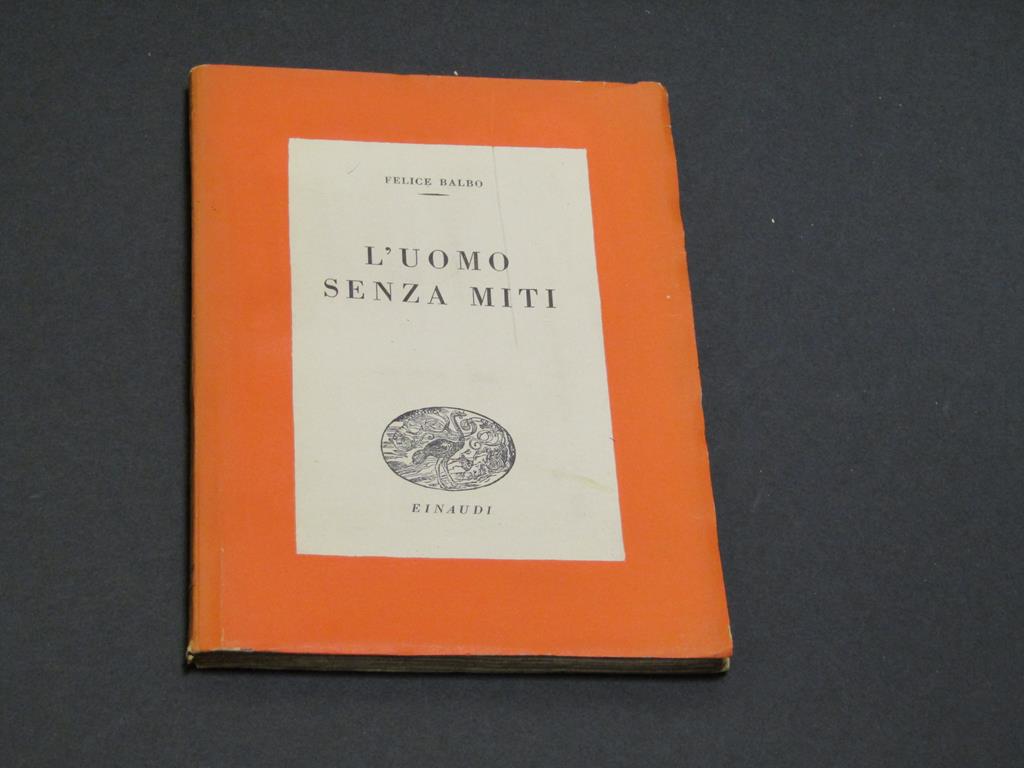 FELICE BALBO
L'UOMO
SENZA MITI
EINAUDI